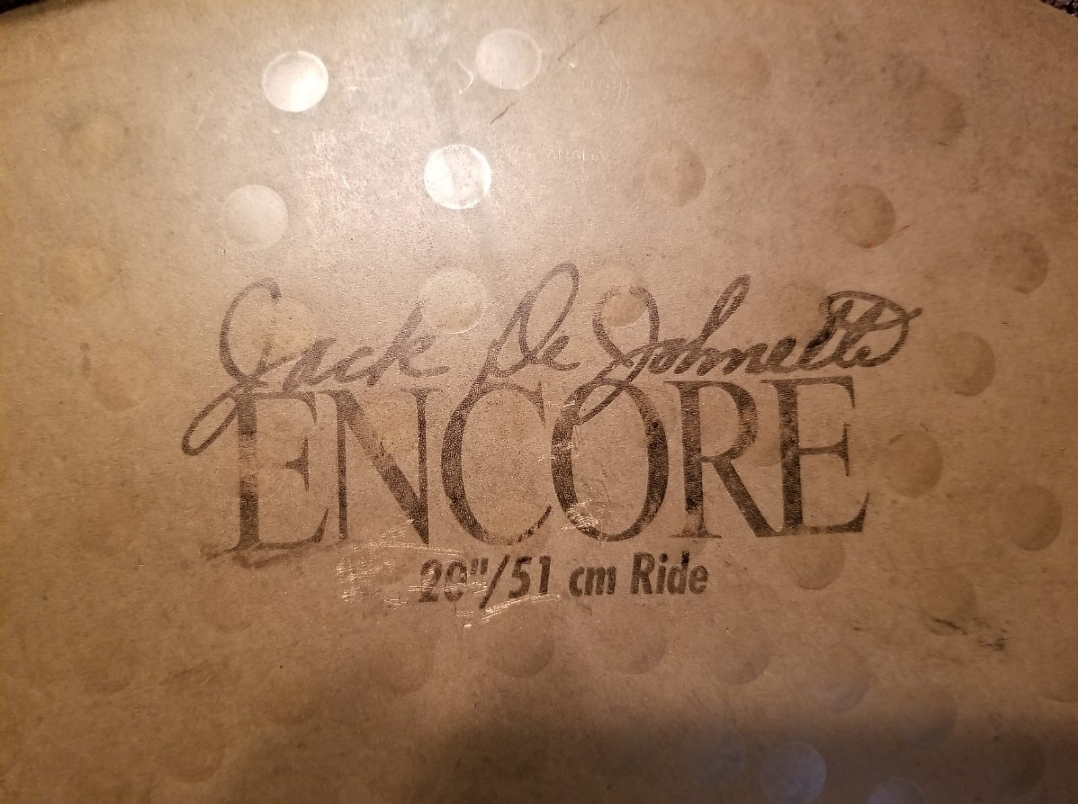 Jack DeJohnette
ENCORE
20"/51 cm Ride